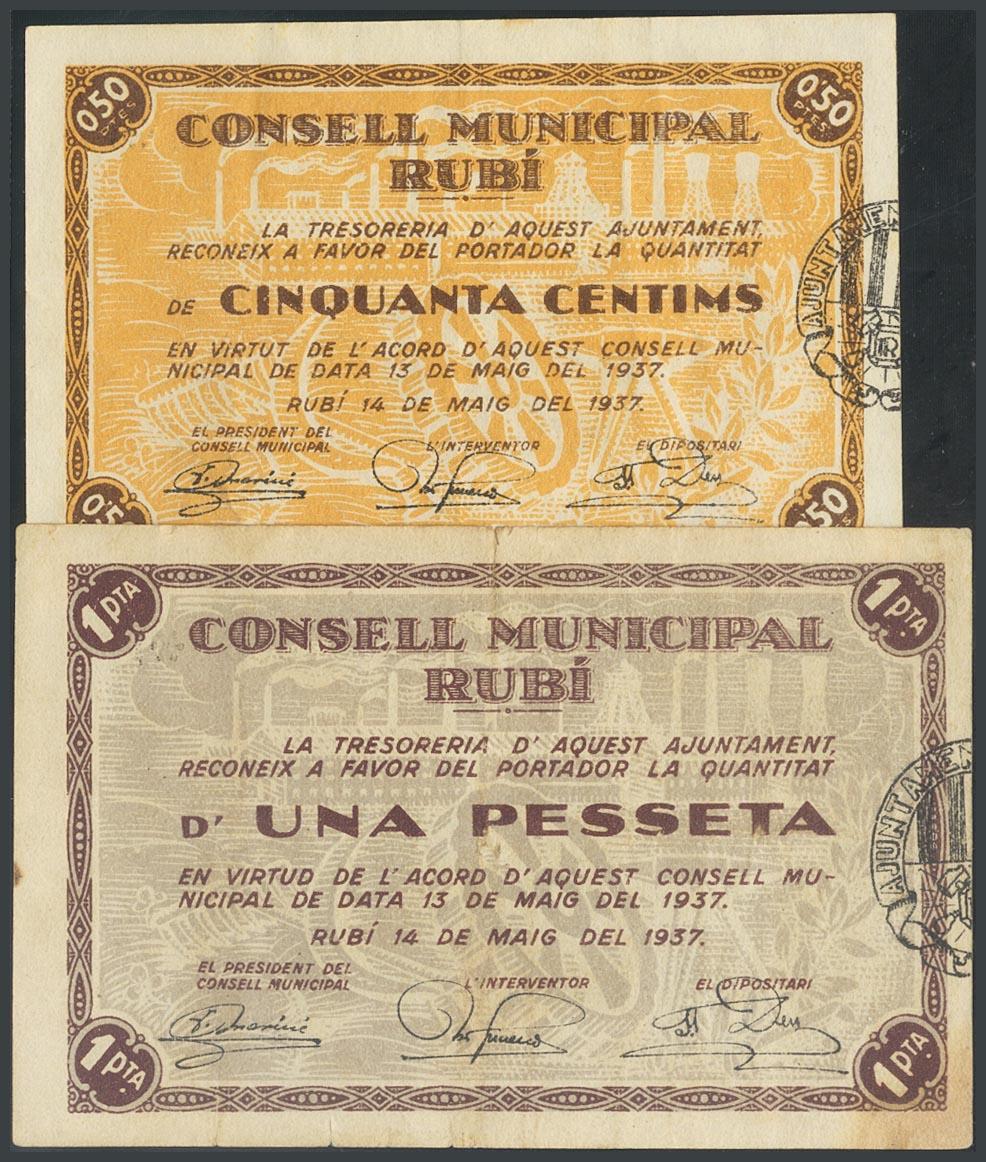 0'50 PTES
0'50 PTES
CONSELL MUNICIPAL
RUBÍ
LA TRESORERIA D'AQUEST AJUNTAMENT,
RECONEIX A FAVOR DEL PORTADOR LA QUANTITAT
DE CINQUANTA CENTIMS
EN VIRTUT DE L'ACORD D'AQUEST CONSELL MU-
NICIPAL DE DATA 13 DE MAIG DEL 1937.
RUBÍ 14 DE MAIG DEL 1937.
EL PRESIDENT DEL
CONSELL MUNICIPAL
L'INTERVENTOR
EL DIPOSITARI
AJUNTAMEN
1 PTA
1 PTA
CONSELL MUNICIPAL
RUBÍ
LA TRESORERIA D'AQUEST AJUNTAMENT,
RECONEIX A FAVOR DEL PORTADOR LA QUANTITAT
D'UNA PESSETA
EN VIRTUD DE L'ACORD D'AQUEST CONSELL MU-
NICIPAL DE DATA 13 DE MAIG DEL 1937.
RUBÍ 14 DE MAIG DEL 1937.
EL PRESIDENT DEL
CONSELL MUNICIPAL
L'INTERVENTOR
EL DIPOSITARI
AJUNTAMEN
1 PTA
1 PTA